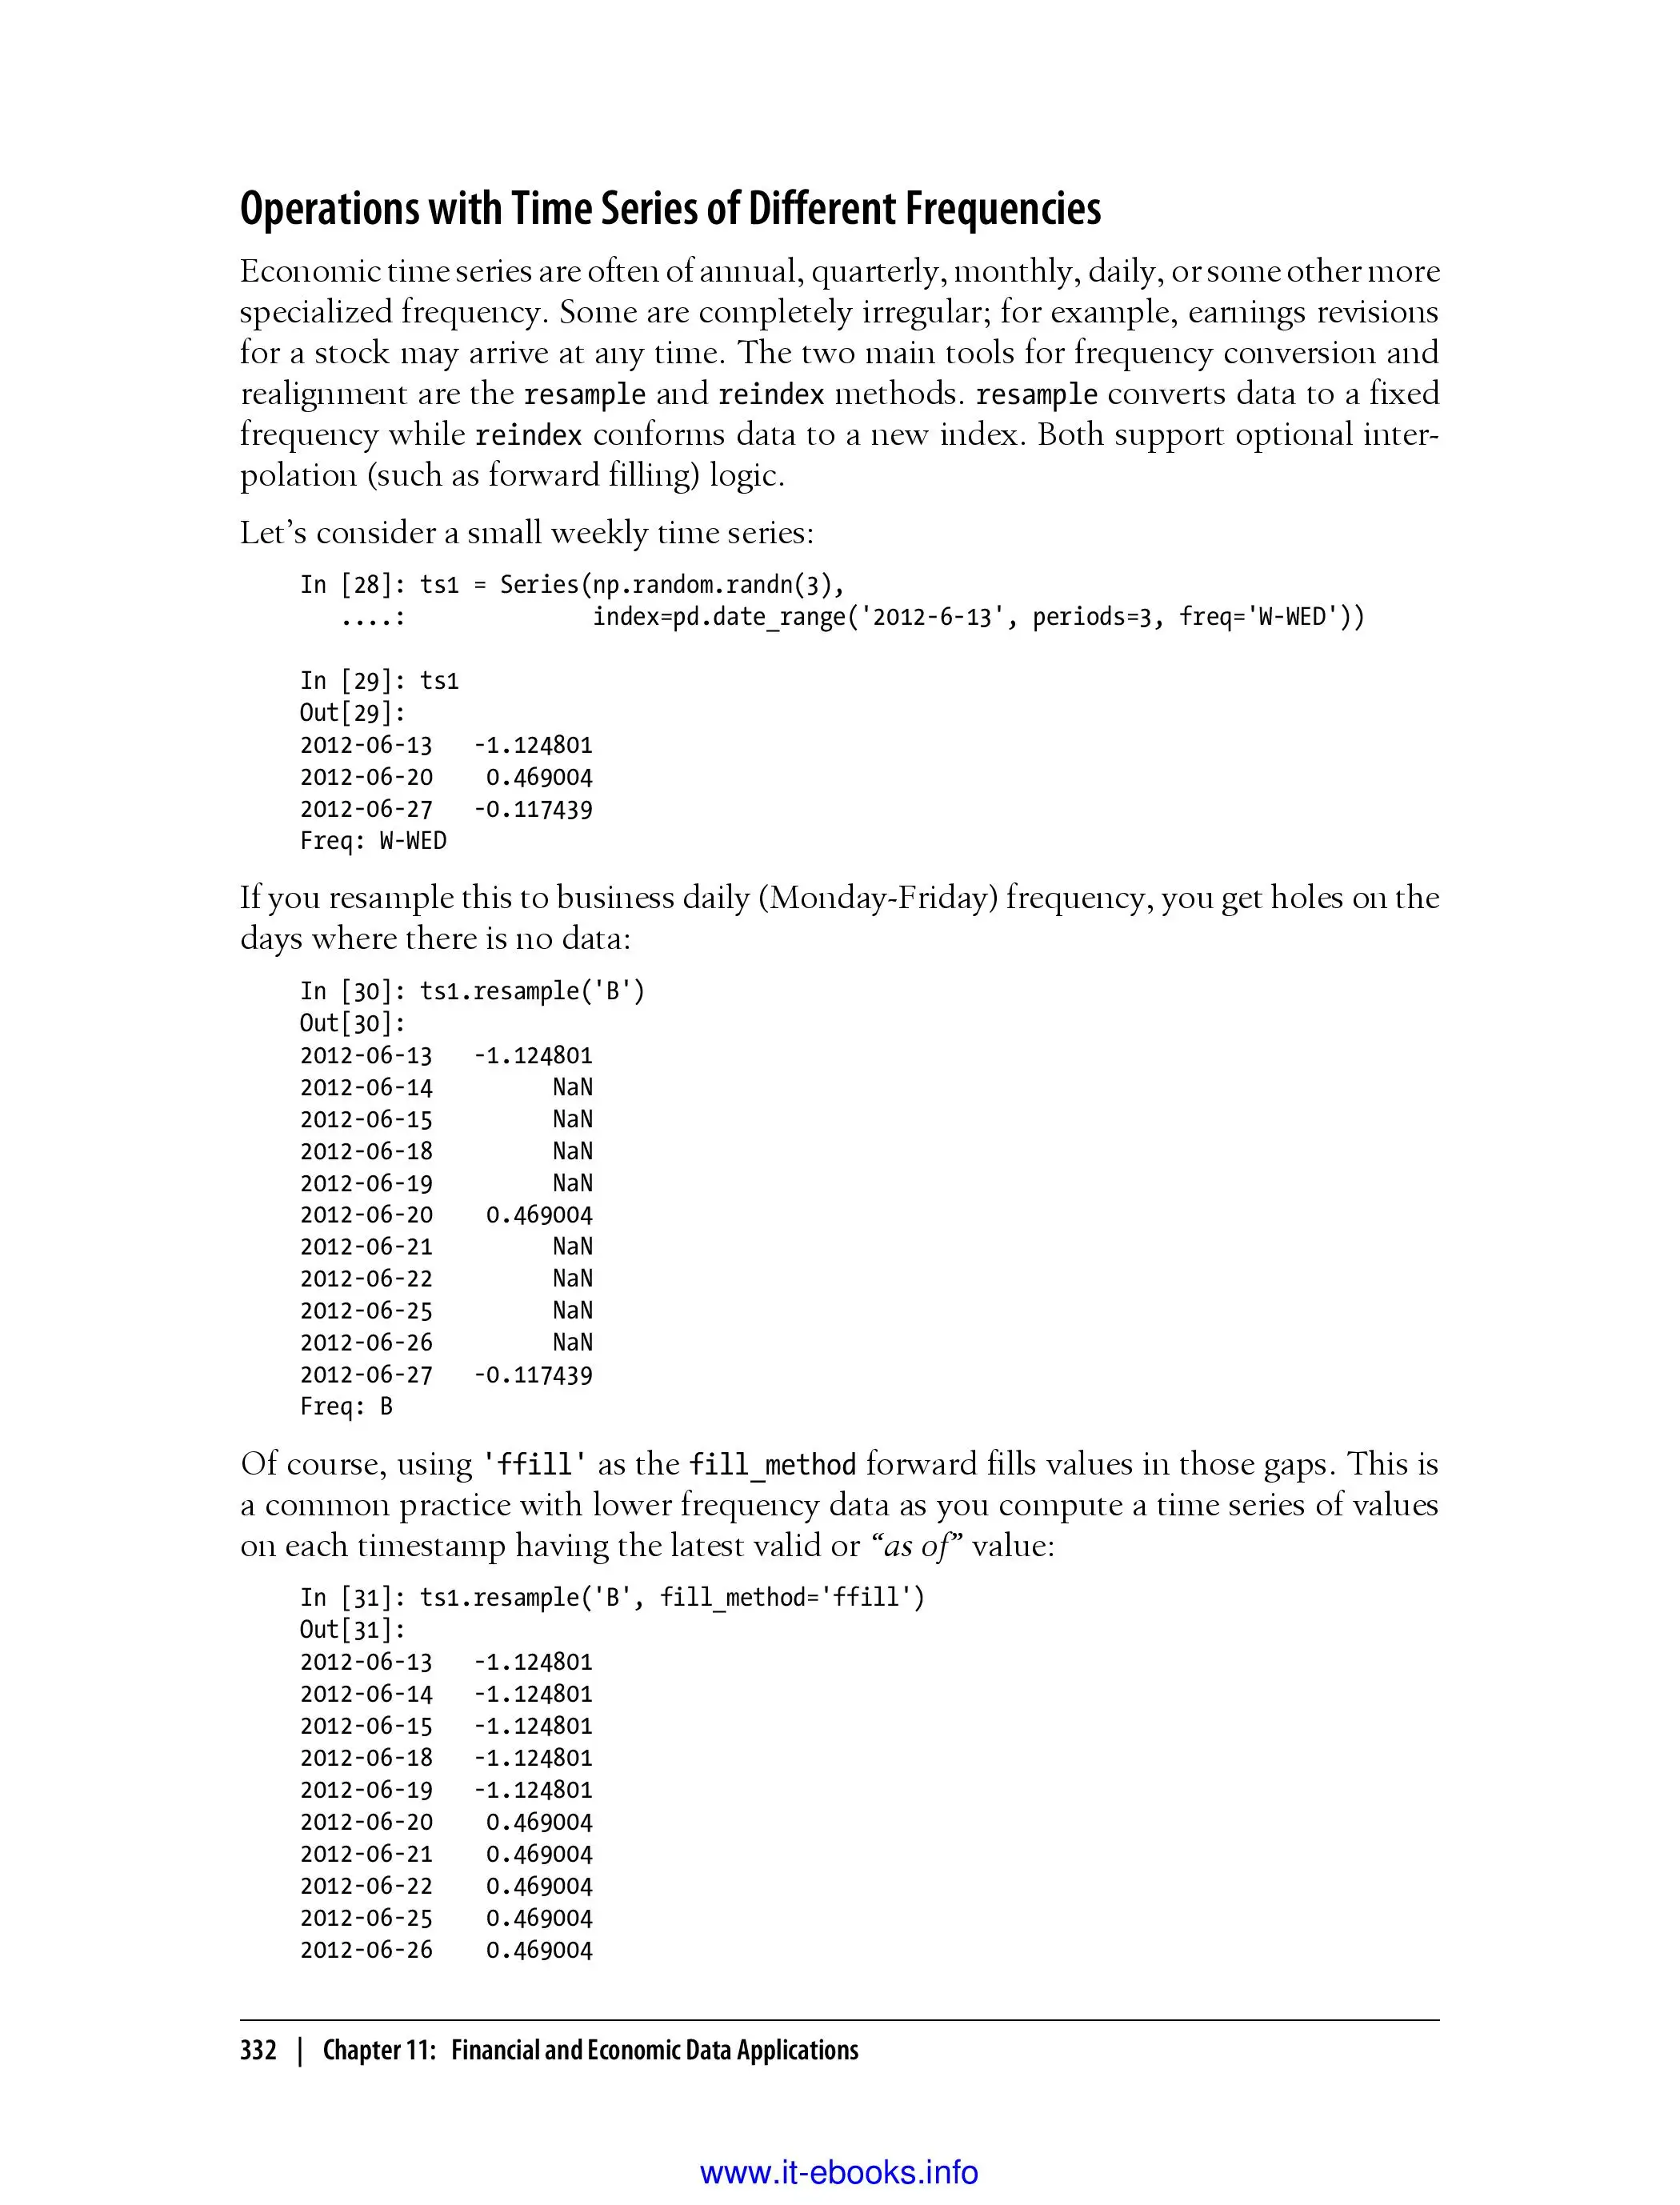 Operations with Time Series of Different Frequencies
Economic time series are often of annual, quarterly, monthly, daily, or some other more
specialized frequency. Some are completely irregular; for example, earnings revisions
for a stock may arrive at any time. The two main tools for frequency conversion and
realignment are the resample and reindex methods. resample converts data to a fixed
frequency while reindex conforms data to a new index. Both support optional inter-
polation (such as forward filling) logic.
Let’s consider a small weekly time series:
In [28]: ts1 = Series(np.random.randn(3),
....:              index=pd.date_range('2012-6-13', periods=3, freq='W-WED'))
In [29]: ts1
Out[29]:
2012-06-13   -1.124801
2012-06-20    0.469004
2012-06-27   -0.117439
Freq: W-WED
If you resample this to business daily (Monday-Friday) frequency, you get holes on the
days where there is no data:
In [30]: ts1.resample('B')
Out[30]:
2012-06-13   -1.124801
2012-06-14         NaN
2012-06-15         NaN
2012-06-18         NaN
2012-06-19         NaN
2012-06-20    0.469004
2012-06-21         NaN
2012-06-22         NaN
2012-06-25         NaN
2012-06-26         NaN
2012-06-27   -0.117439
Freq: B
Of course, using 'ffill' as the fill_method forward fills values in those gaps. This is
a common practice with lower frequency data as you compute a time series of values
on each timestamp having the latest valid or “as of” value:
In [31]: ts1.resample('B', fill_method='ffill')
Out[31]:
2012-06-13   -1.124801
2012-06-14   -1.124801
2012-06-15   -1.124801
2012-06-18   -1.124801
2012-06-19   -1.124801
2012-06-20    0.469004
2012-06-21    0.469004
2012-06-22    0.469004
2012-06-25    0.469004
2012-06-26    0.469004
332 | Chapter 11: Financial and Economic Data Applications
www.it-ebooks.info